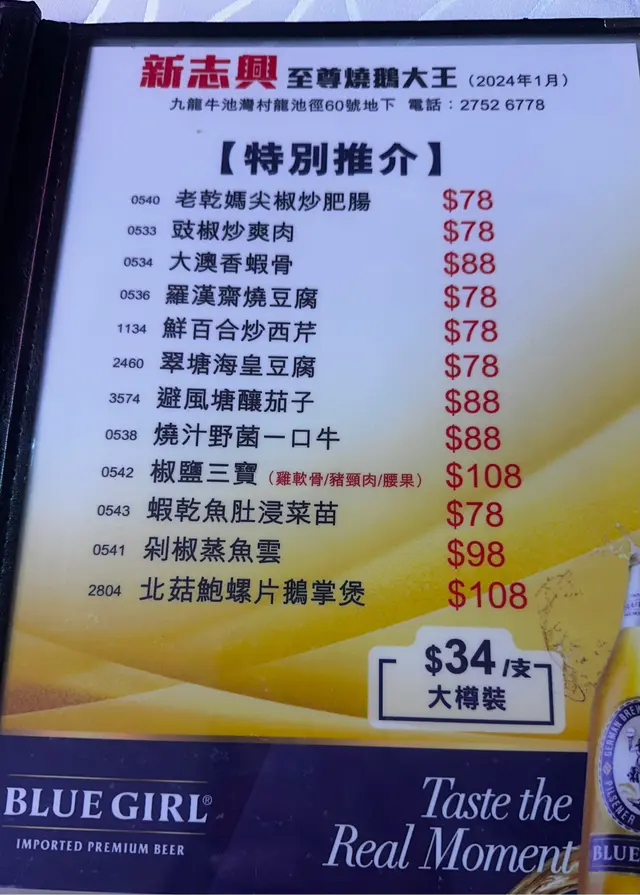 新志興 至尊燒鵝大王 (2024年1月)
九龍牛池灣村龍池徑60號地下 電話：2752 6778
【特別推介】
0540 老乾媽尖椒炒肥腸 $78
0533 豉椒炒爽肉 $78
0534 大澳香蝦骨 $88
0536 羅漢齋燒豆腐 $78
1134 鮮百合炒西芹 $78
2460 翠塘海皇豆腐 $78
3574 避風塘釀茄子 $88
0538 燒汁野菌一口牛 $88
0542 椒鹽三寶（雞軟骨/豬頸肉/腰果） $108
0543 蝦乾魚肚浸菜苗 $78
0541 剁椒蒸魚雲 $98
2804 北菇鮑螺片鵝掌煲 $108
$34/支
大樽裝
BLUE GIRL®
IMPORTED PREMIUM BEER
Taste the
Real Moment
PILSENER
BLUE